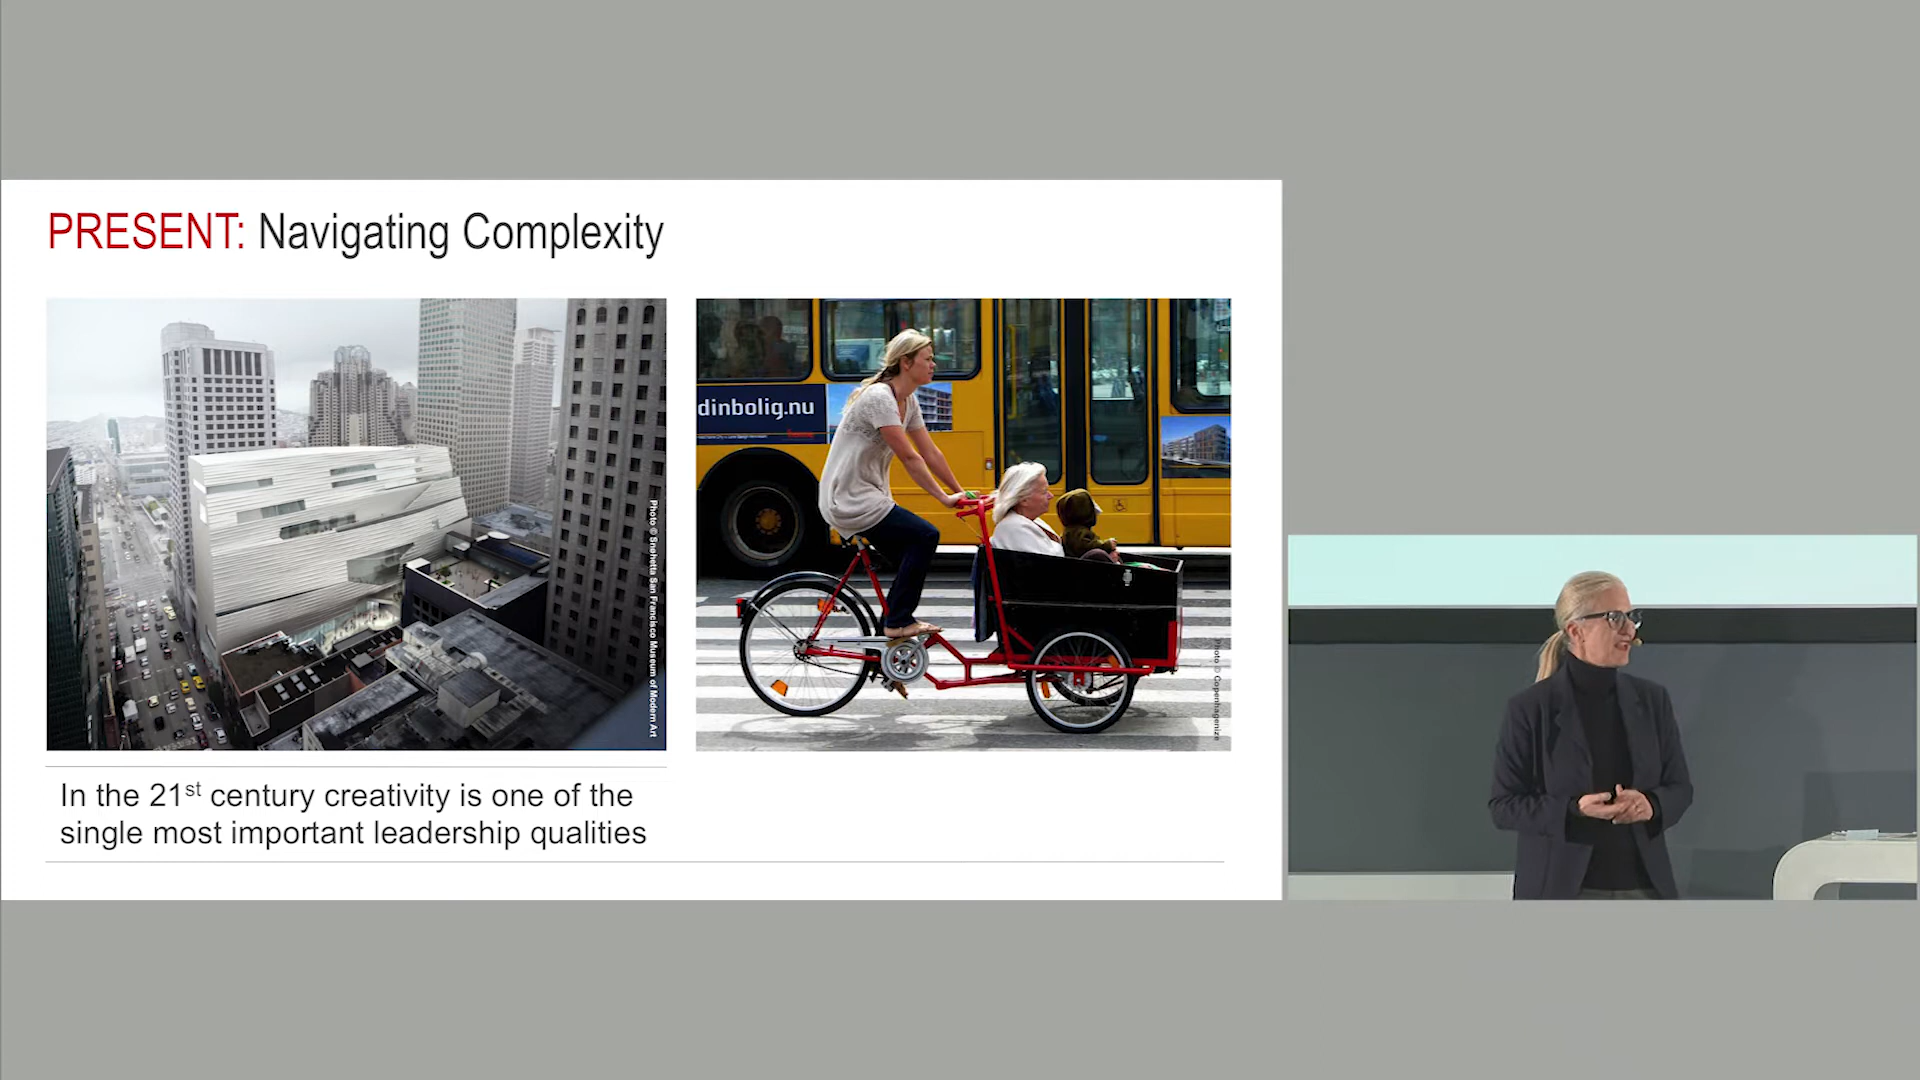 PRESENT: Navigating Complexity
dinbolig.nu
Photo © Snøhetta San Francisco Museum of Modern Art
Photo © Copenhagenize
In the 21st century creativity is one of the
single most important leadership qualities